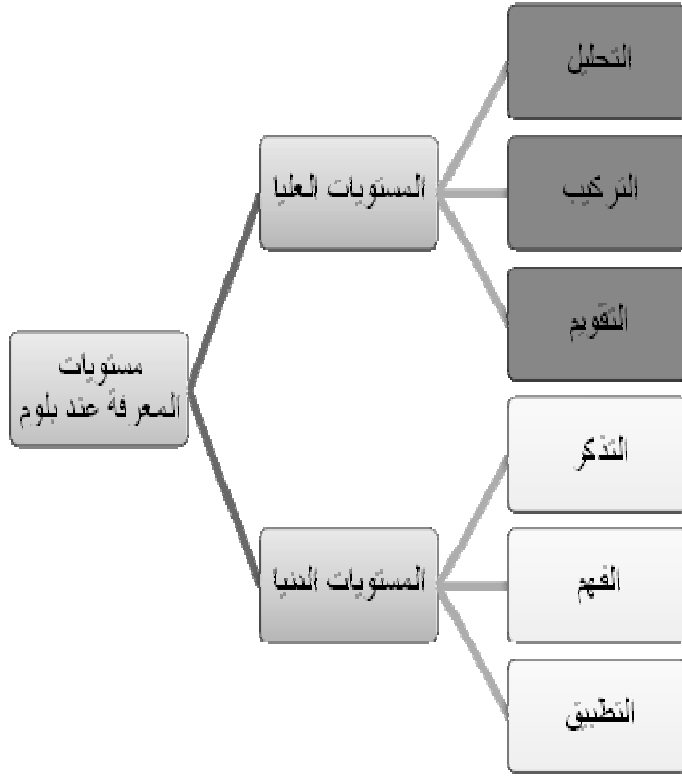 مستويات
المعرفة عند بلوم
المستويات العليا
التحليل
التركيب
التقويم
المستويات الدنيا
التذكر
الفهم
التطبيق